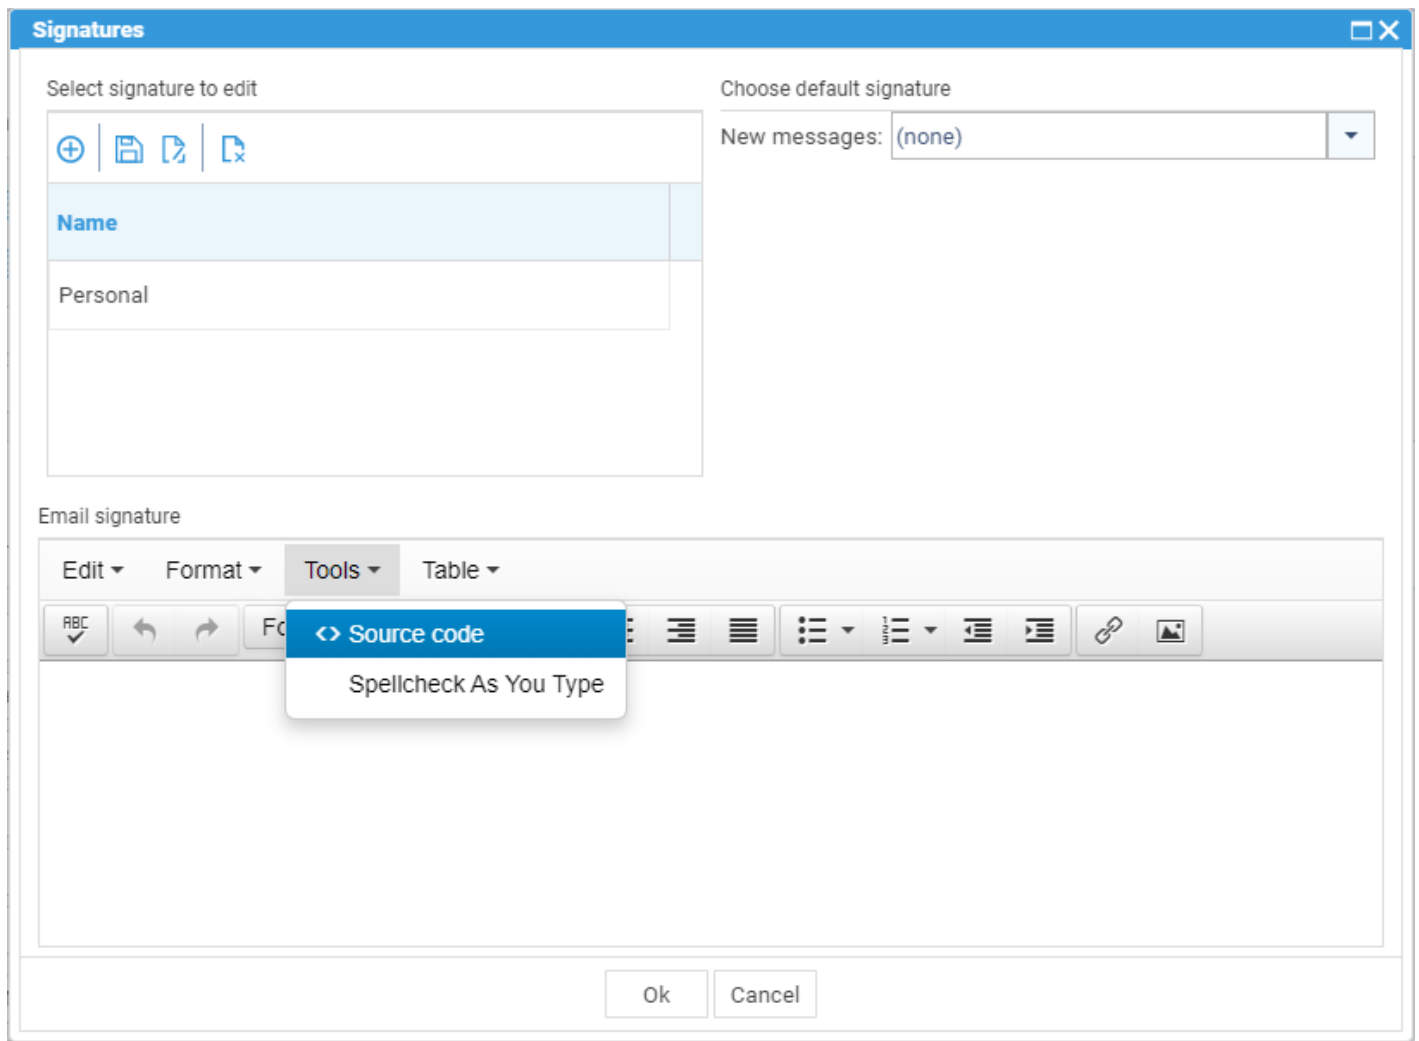 Signatures
Select signature to edit
Choose default signature
New messages: (none)
Name
Personal
Email signature
Edit Format Tools Table
ABC
Fo
<> Source code
Spellcheck As You Type
Ok Cancel